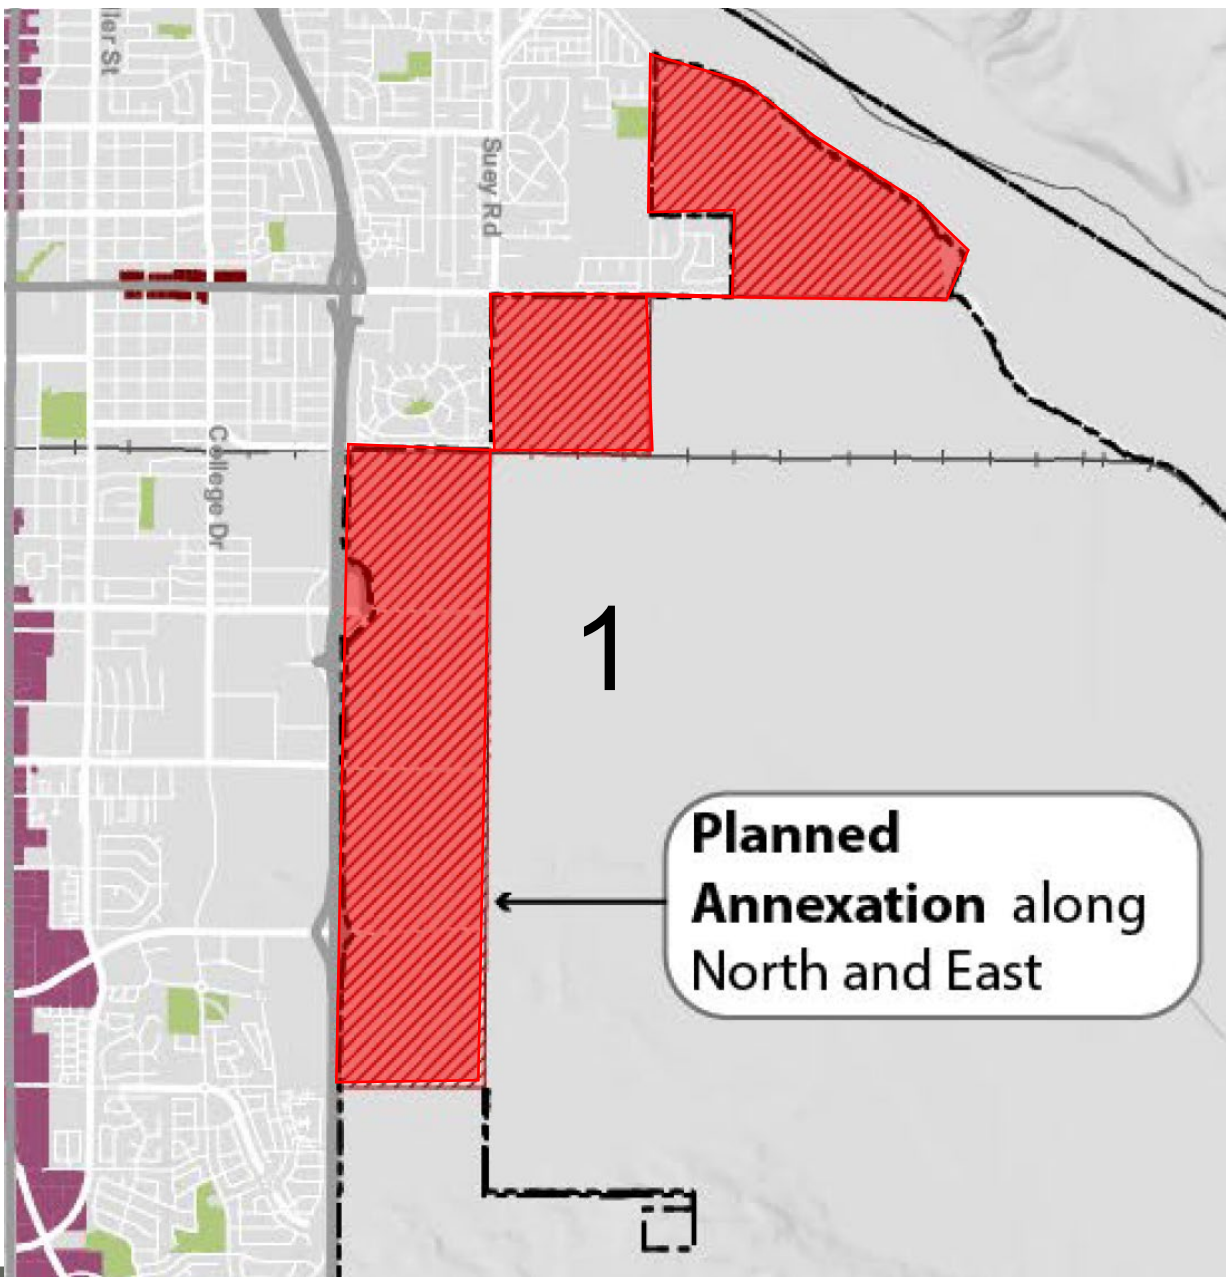 ller St
Suey Rd
College Dr
1
Planned
Annexation along
North and East